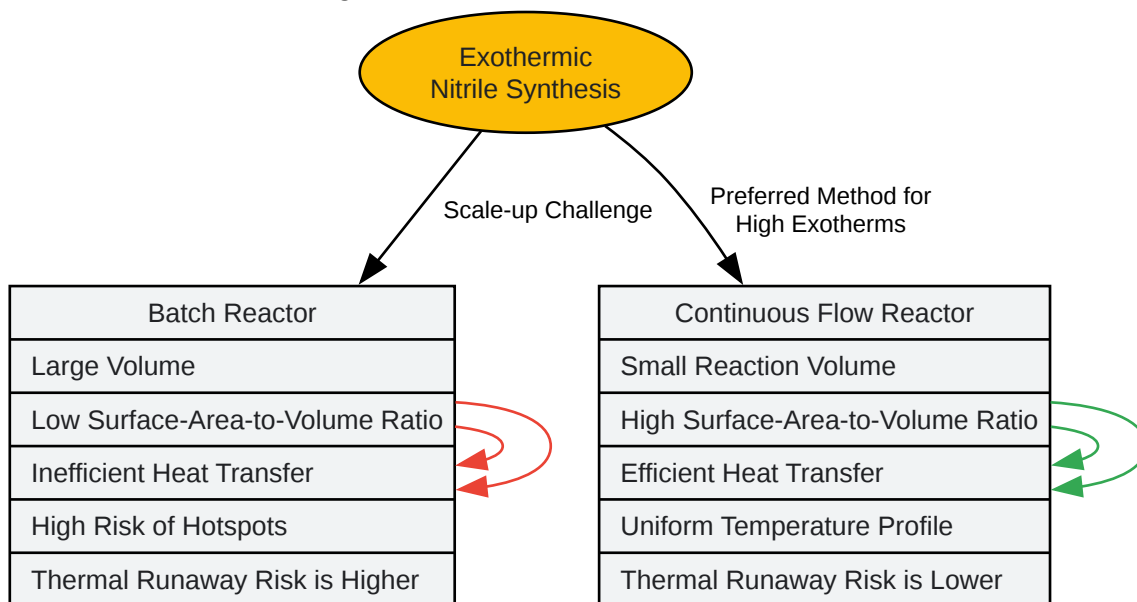 Exothermic
Nitrile Synthesis
Scale-up Challenge
Preferred Method for
High Exotherms
Batch Reactor
Large Volume
Low Surface-Area-to-Volume Ratio
Inefficient Heat Transfer
High Risk of Hotspots
Thermal Runaway Risk is Higher
Continuous Flow Reactor
Small Reaction Volume
High Surface-Area-to-Volume Ratio
Efficient Heat Transfer
Uniform Temperature Profile
Thermal Runaway Risk is Lower